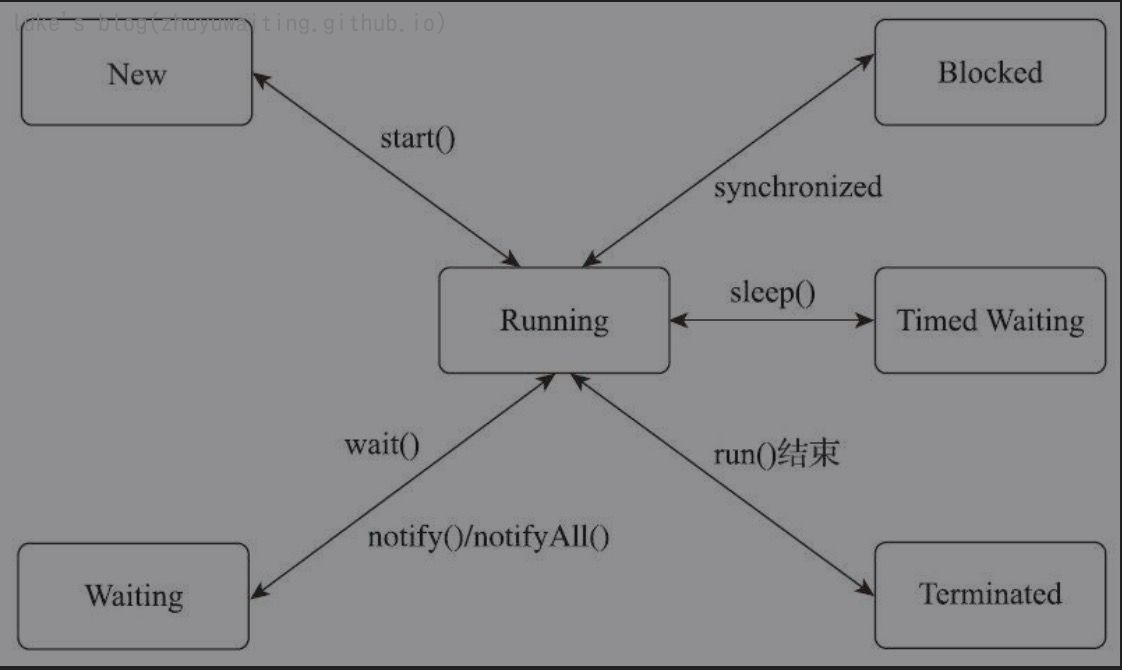 luke's blog(zhuyuwaiting.github.io)
New
Blocked
start()
synchronized
sleep()
Running
Timed Waiting
wait()
run()结束
notify()/notifyAll()
Waiting
Terminated